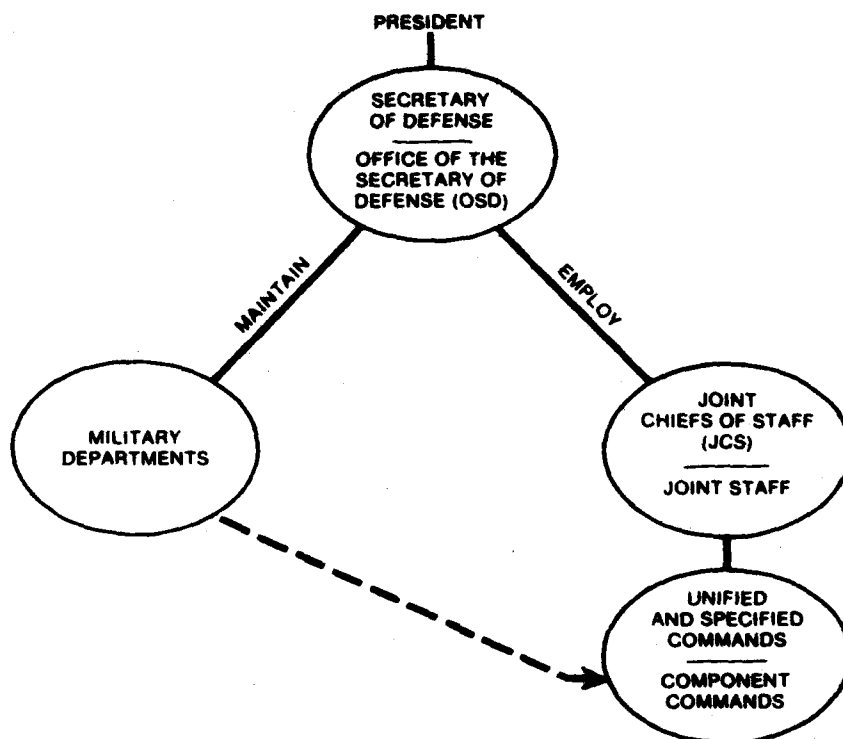 PRESIDENT
SECRETARY
OF DEFENSE
OFFICE OF THE
SECRETARY OF
DEFENSE (OSD)
MAINTAIN
EMPLOY
MILITARY
DEPARTMENTS
JOINT
CHIEFS OF STAFF
(JCS)
JOINT STAFF
UNIFIED
AND SPECIFIED
COMMANDS
COMPONENT
COMMANDS